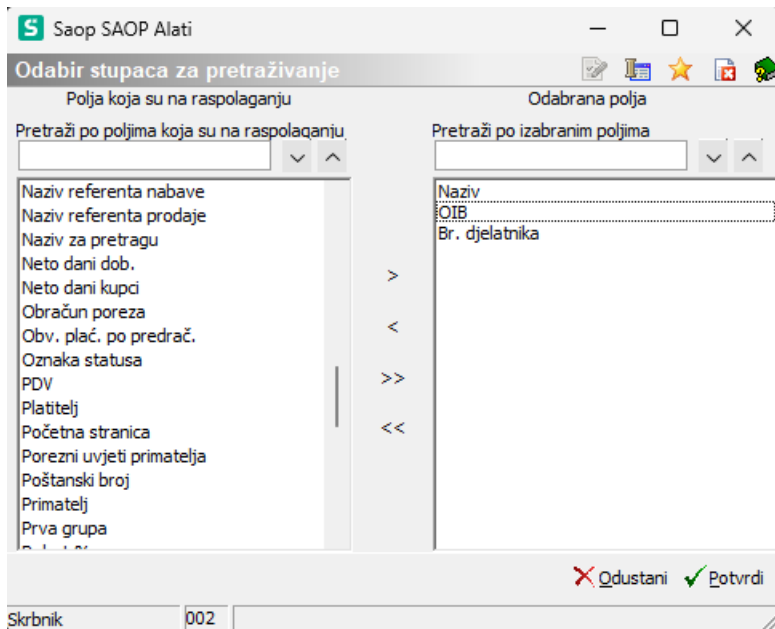 S Saop SAOP Alati
Odabir stupaca za pretraživanje
Polja koja su na raspolaganju
Odabrana polja
Pretraži po poljima koja su na raspolaganju
Pretraži po izabranim poljima
Naziv referenta nabave
Naziv referenta prodaje
Naziv za pretragu
Neto dani dob.
Neto dani kupci
Obračun poreza
Obv. plać. po predrač.
Oznaka statusa
PDV
Platitelj
Početna stranica
Porezni uvjeti primatelja
Poštanski broj
Primatelj
Prva grupa
>
<
>>
<<
Naziv
OIB
Br. djelatnika
Odustani
Potvrdi
Skrbnik
002